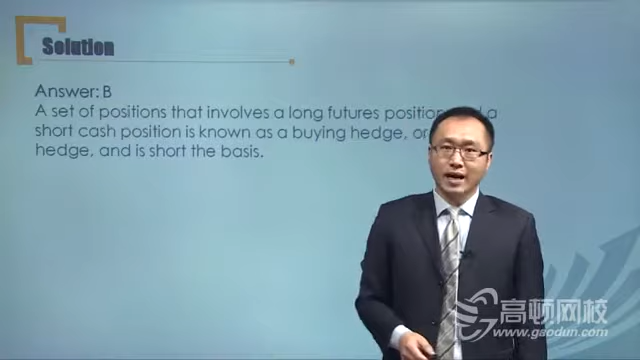 Solution
Answer: B
A set of positions that involves a long futures position a
short cash position is known as a buying hedge, or
hedge, and is short the basis.
高顿网校
www.gaodun.com